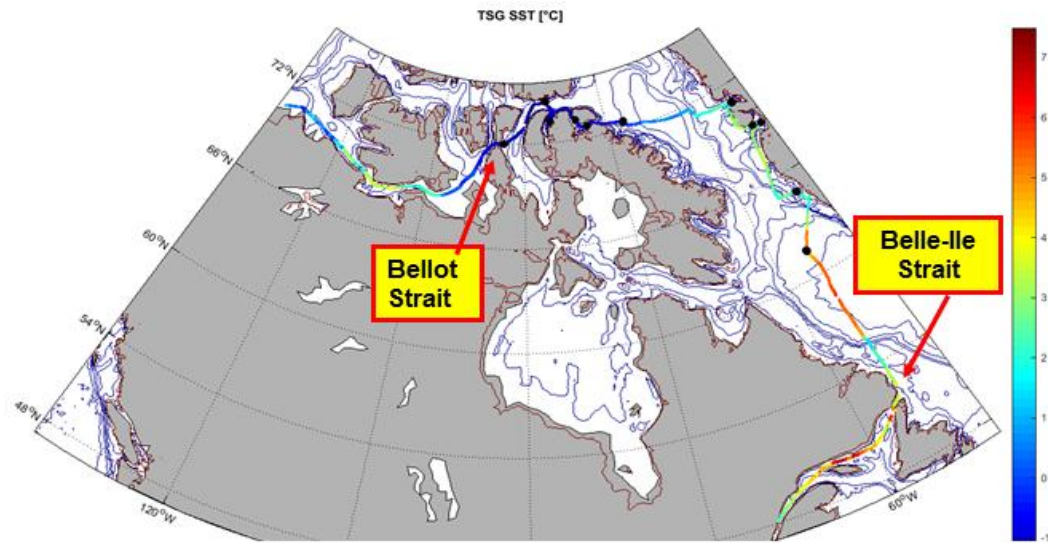 TSG SST [°C]
72°N
66°N
60°N
54°N
48°N
120°W
60°W
Bellot
Strait
Belle-Ile
Strait
7
6
5
4
3
2
1
0
-1